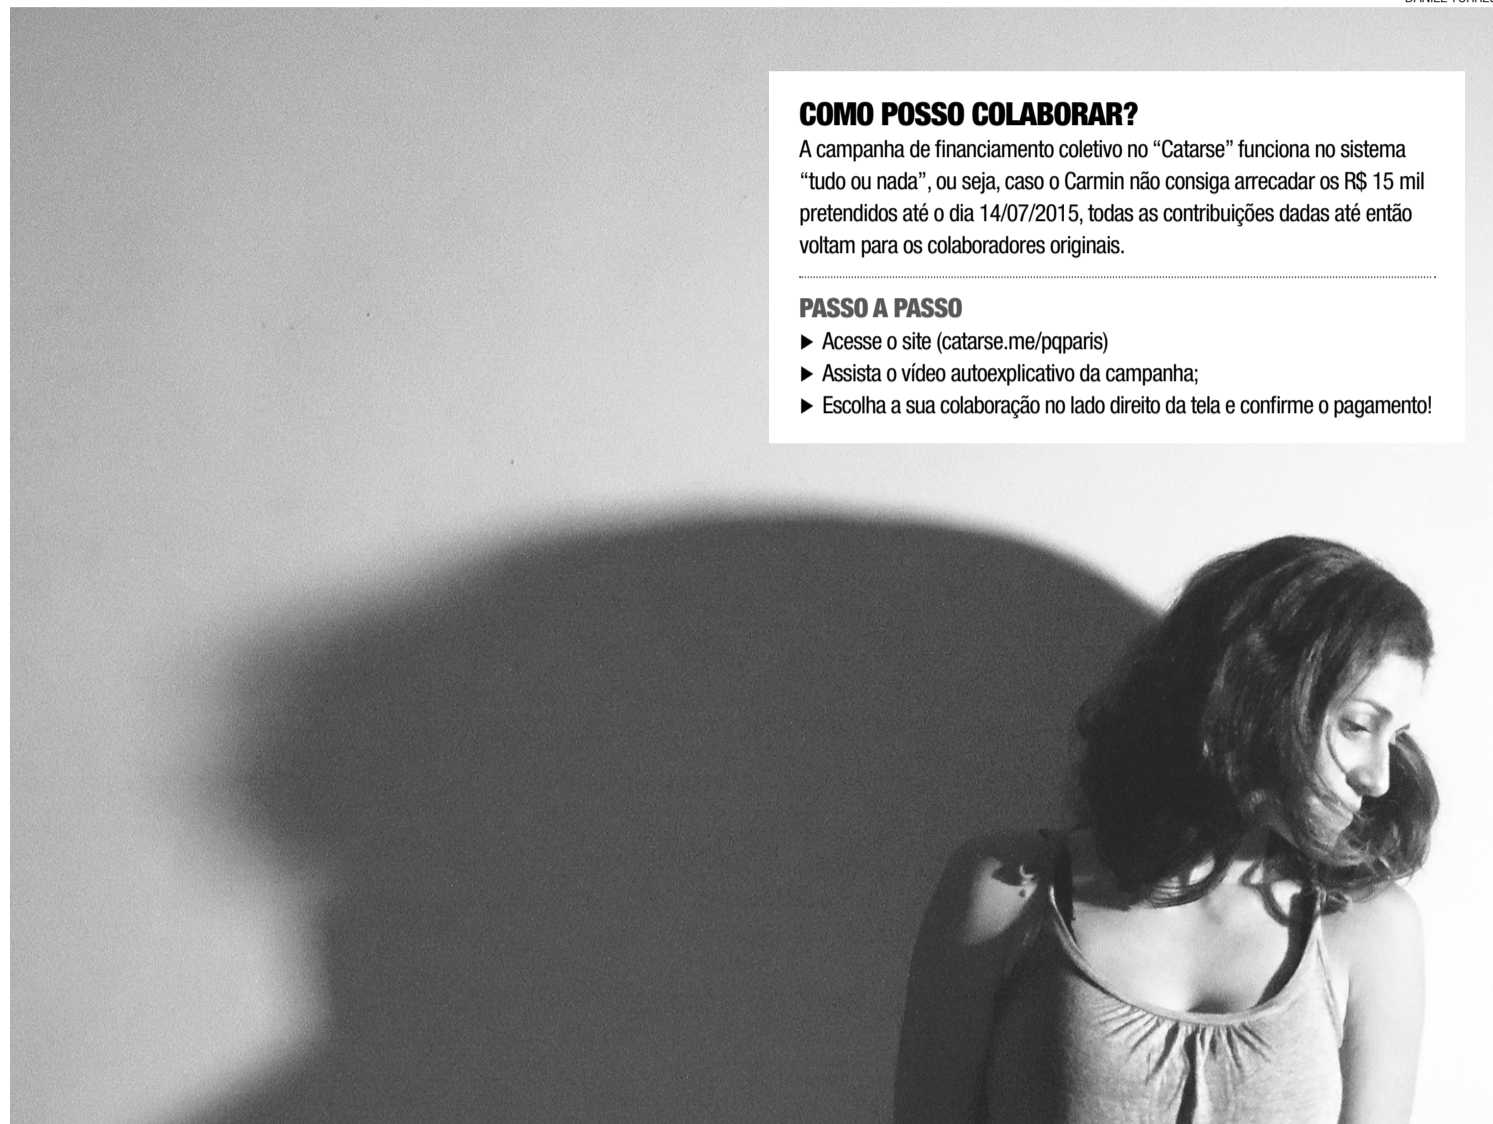 COMO POSSO COLABORAR?
A campanha de financiamento coletivo no “Catarse” funciona no sistema
“tudo ou nada”, ou seja, caso o Carmin não consiga arrecadar os R$ 15 mil
pretendidos até o dia 14/07/2015, todas as contribuições dadas até então
voltam para os colaboradores originais.
PASSO A PASSO
▶ Acesse o site (catarse.me/pqparis)
▶ Assista o vídeo autoexplicativo da campanha;
▶ Escolha a sua colaboração no lado direito da tela e confirme o pagamento!